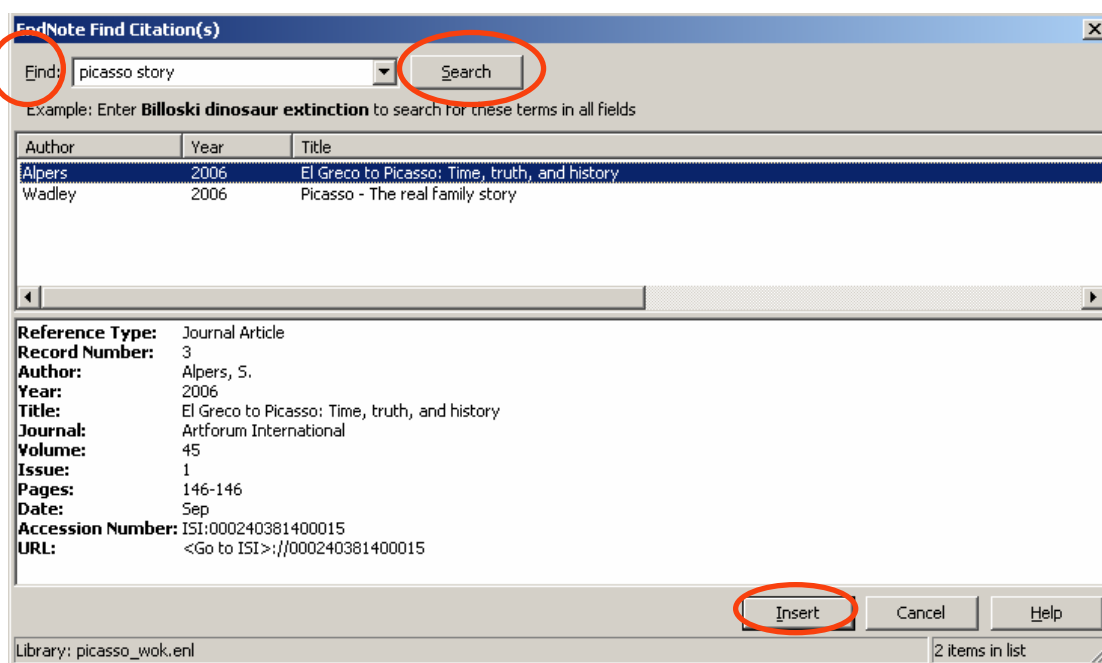 EndNote Find Citation(s)
Find: picasso story Search
Example: Enter Billoski dinosaur extinction to search for these terms in all fields
Author Year Title
Alpers 2006 El Greco to Picasso: Time, truth, and history
Wadley 2006 Picasso - The real family story
Reference Type: Journal Article
Record Number: 3
Author: Alpers, S.
Year: 2006
Title: El Greco to Picasso: Time, truth, and history
Journal: Artforum International
Volume: 45
Issue: 1
Pages: 146-146
Date: Sep
Accession Number: ISI:000240381400015
URL: <Go to ISI>://000240381400015
Insert Cancel Help
Library: picasso_wok.enl 2 items in list